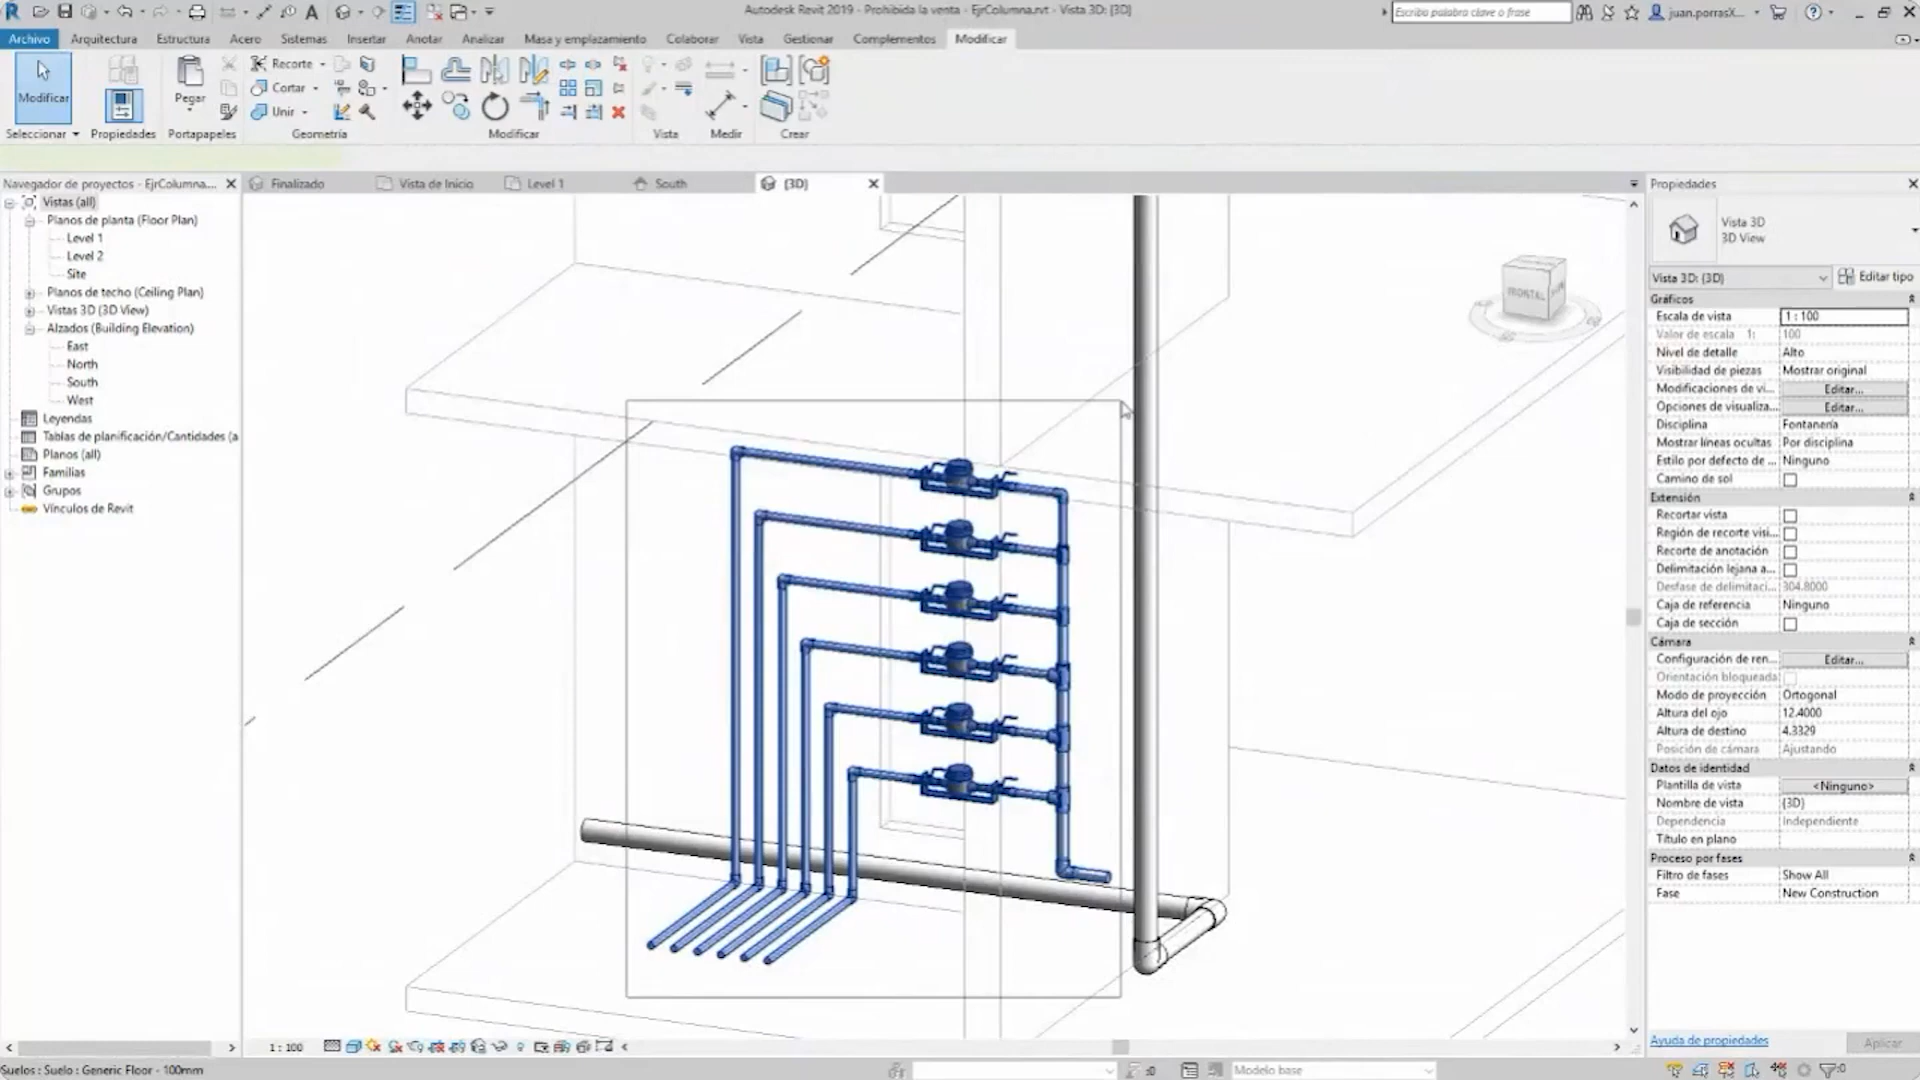 Autodesk Revit 2019 - Prohibida la venta - EjrColumna.rvt - Vista 3D: {3D}
Escriba palabra clave o frase
juan.porrasX...
Archivo
Arquitectura
Estructura
Acero
Sistemas
Insertar
Anotar
Analizar
Masa y emplazamiento
Colaborar
Vista
Gestionar
Complementos
Modificar
Modificar
Pegar
Recorte
Cortar
Unir
Seleccionar
Propiedades
Portapapeles
Geometría
Modificar
Vista
Medir
Crear
Navegador de proyectos - EjrColumna....
Vistas (all)
Planos de planta (Floor Plan)
Level 1
Level 2
Site
Planos de techo (Ceiling Plan)
Vistas 3D (3D View)
Alzados (Building Elevation)
East
North
South
West
Leyendas
Tablas de planificación/Cantidades (a
Planos (all)
Familias
Grupos
Vínculos de Revit
Finalizado
Vista de Inicio
Level 1
South
{3D}
FRONTAL
Propiedades
Vista 3D
3D View
Vista 3D: {3D}
Editar tipo
Gráficos
Escala de vista 1 : 100
Valor de escala 1: 100
Nivel de detalle Alto
Visibilidad de piezas Mostrar original
Modificaciones de vi... Editar...
Opciones de visualiza... Editar...
Disciplina Fontanería
Mostrar líneas ocultas Por disciplina
Estilo por defecto de ... Ninguno
Camino de sol
Extensión
Recortar vista
Región de recorte visi...
Recorte de anotación
Delimitación lejana a...
Desfase de delimitaci... 304.8000
Caja de referencia Ninguno
Caja de sección
Cámara
Configuración de ren... Editar...
Orientación bloqueada
Modo de proyección Ortogonal
Altura del ojo 12.4000
Altura de destino 4.3329
Posición de cámara Ajustando
Datos de identidad
Plantilla de vista <Ninguno>
Nombre de vista {3D}
Dependencia Independiente
Título en plano
Proceso por fases
Filtro de fases Show All
Fase New Construction
Ayuda de propiedades
Aplicar
1 : 100
Suelos : Suelo : Generic Floor - 100mm
:0
Modelo base
:0